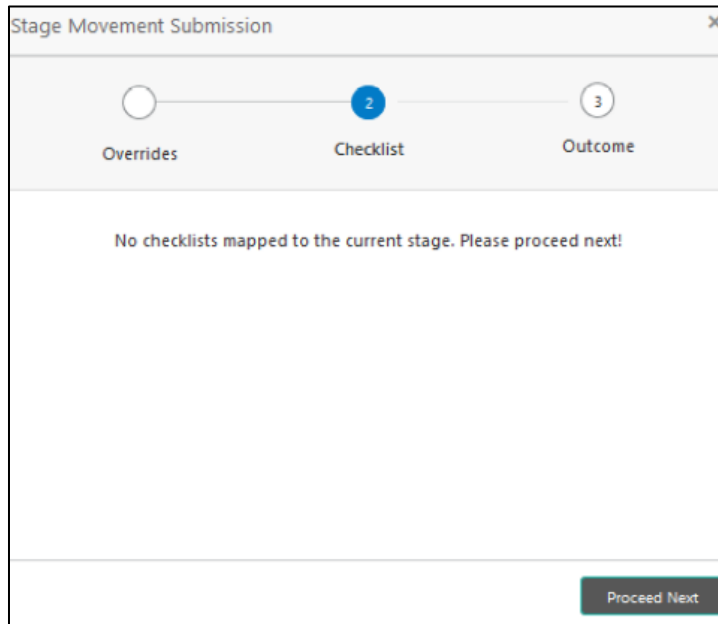 Stage Movement Submission
×
2
3
Overrides
Checklist
Outcome
No checklists mapped to the current stage. Please proceed next!
Proceed Next